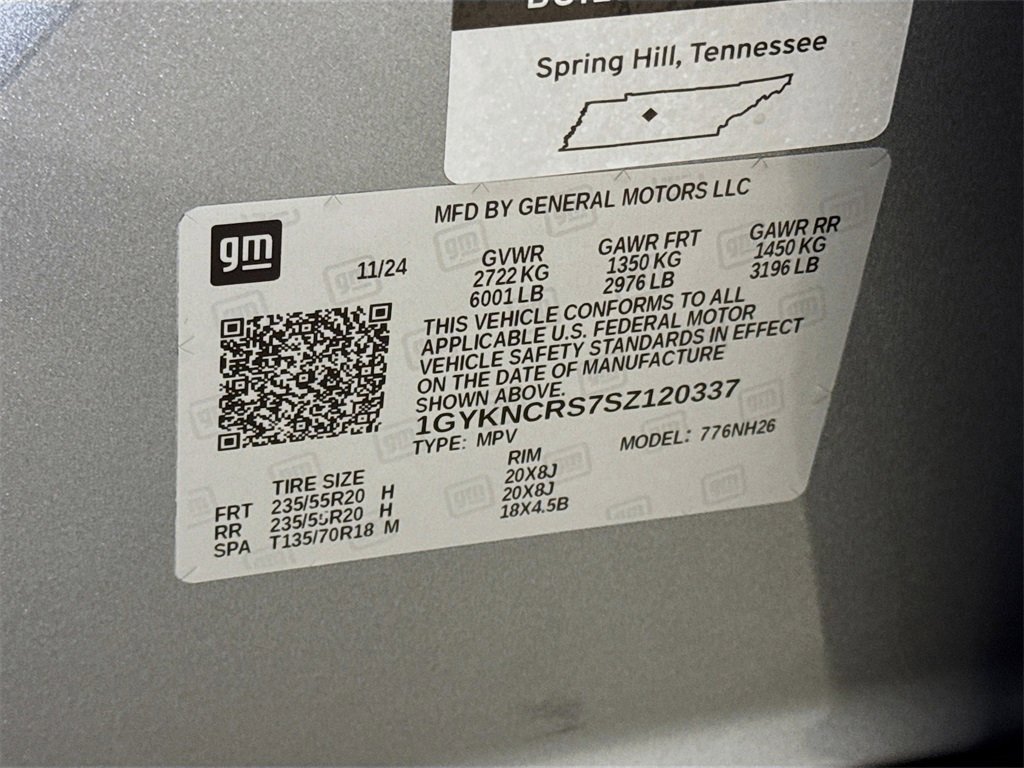 Spring Hill, Tennessee
MFD BY GENERAL MOTORS LLC
gm
11/24
GVWR
2722 KG
6001 LB
GAWR FRT
1350 KG
2976 LB
GAWR RR
1450 KG
3196 LB
THIS VEHICLE CONFORMS TO ALL
APPLICABLE U.S. FEDERAL MOTOR
VEHICLE SAFETY STANDARDS IN EFFECT
ON THE DATE OF MANUFACTURE
SHOWN ABOVE.
1GYKNCRS7SZ120337
TYPE: MPV
MODEL: 776NH26
TIRE SIZE
RIM
FRT 235/55R20 H 20X8J
RR 235/55R20 H 20X8J
SPA T135/70R18 M 18X4.5B